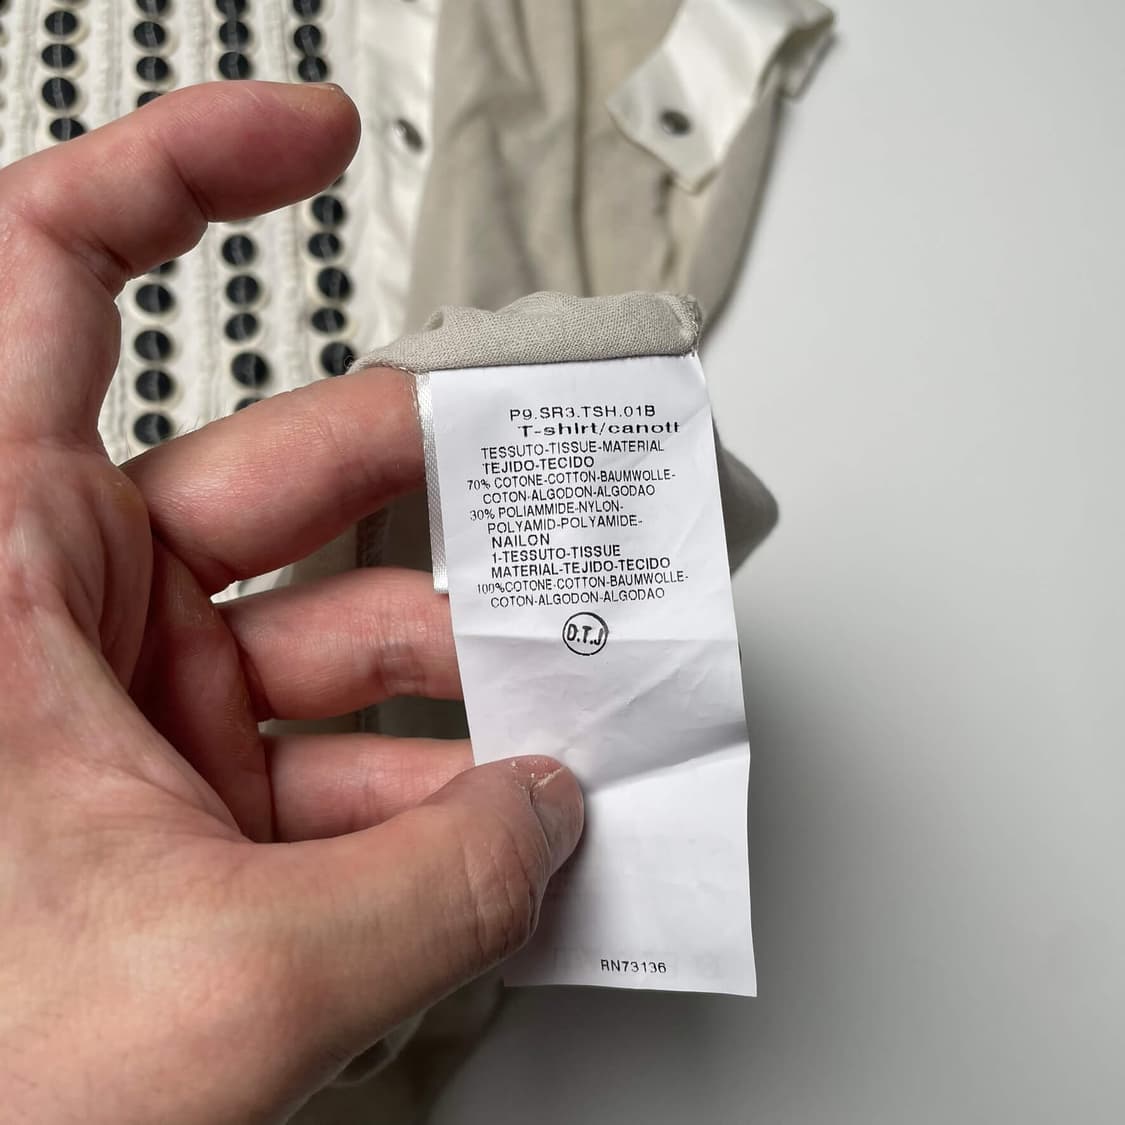 P9.SR3.TSH.01B
T-shirt/canott
TESSUTO-TISSUE-MATERIAL
TEJIDO-TECIDO
70% COTONE-COTTON-BAUMWOLLE-
COTON-ALGODON-ALGODAO
30% POLIAMMIDE-NYLON-
POLYAMID-POLYAMIDE-
NAILON
1-TESSUTO-TISSUE
MATERIAL-TEJIDO-TECIDO
100%COTONE-COTTON-BAUMWOLLE-
COTON-ALGODON-ALGODAO
D.T.J
RN73136